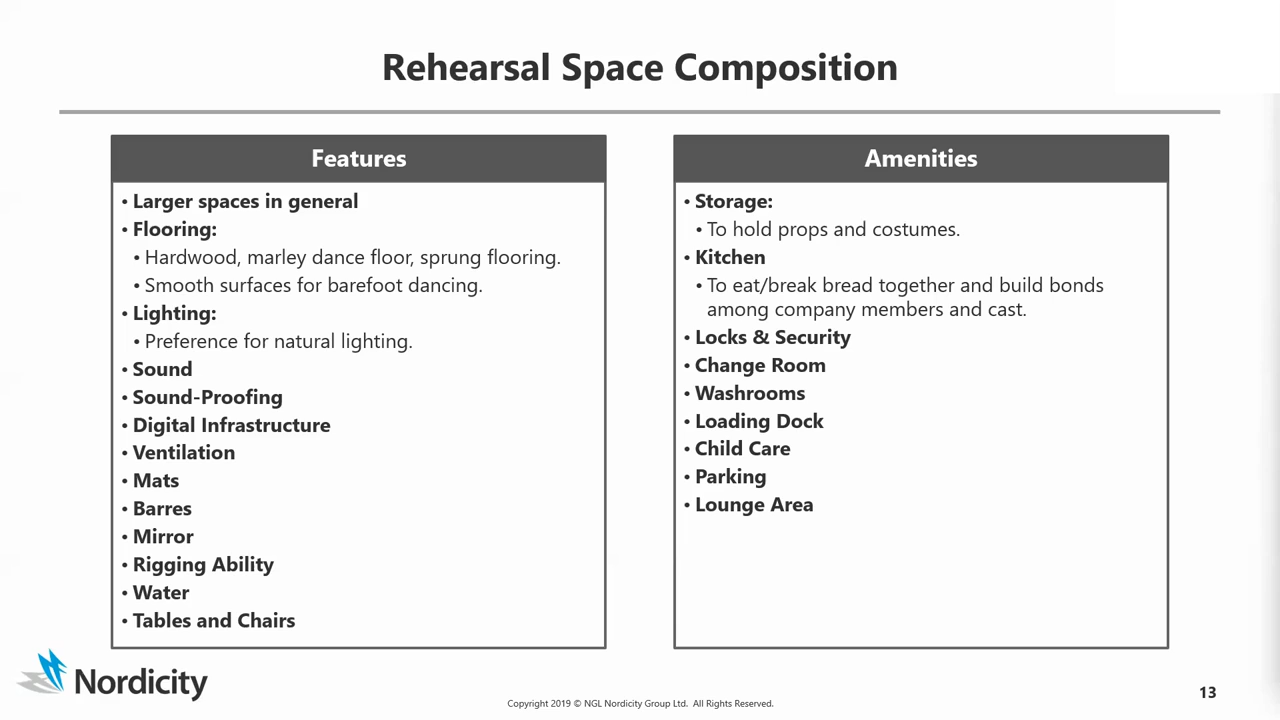 Rehearsal Space Composition
Features
• Larger spaces in general
• Flooring:
• Hardwood, marley dance floor, sprung flooring.
• Smooth surfaces for barefoot dancing.
• Lighting:
• Preference for natural lighting.
• Sound
• Sound-Proofing
• Digital Infrastructure
• Ventilation
• Mats
• Barres
• Mirror
• Rigging Ability
• Water
• Tables and Chairs
Amenities
• Storage:
• To hold props and costumes.
• Kitchen
• To eat/break bread together and build bonds
among company members and cast.
• Locks & Security
• Change Room
• Washrooms
• Loading Dock
• Child Care
• Parking
• Lounge Area
Nordicity
Copyright 2019 © NGL Nordicity Group Ltd. All Rights Reserved.
13